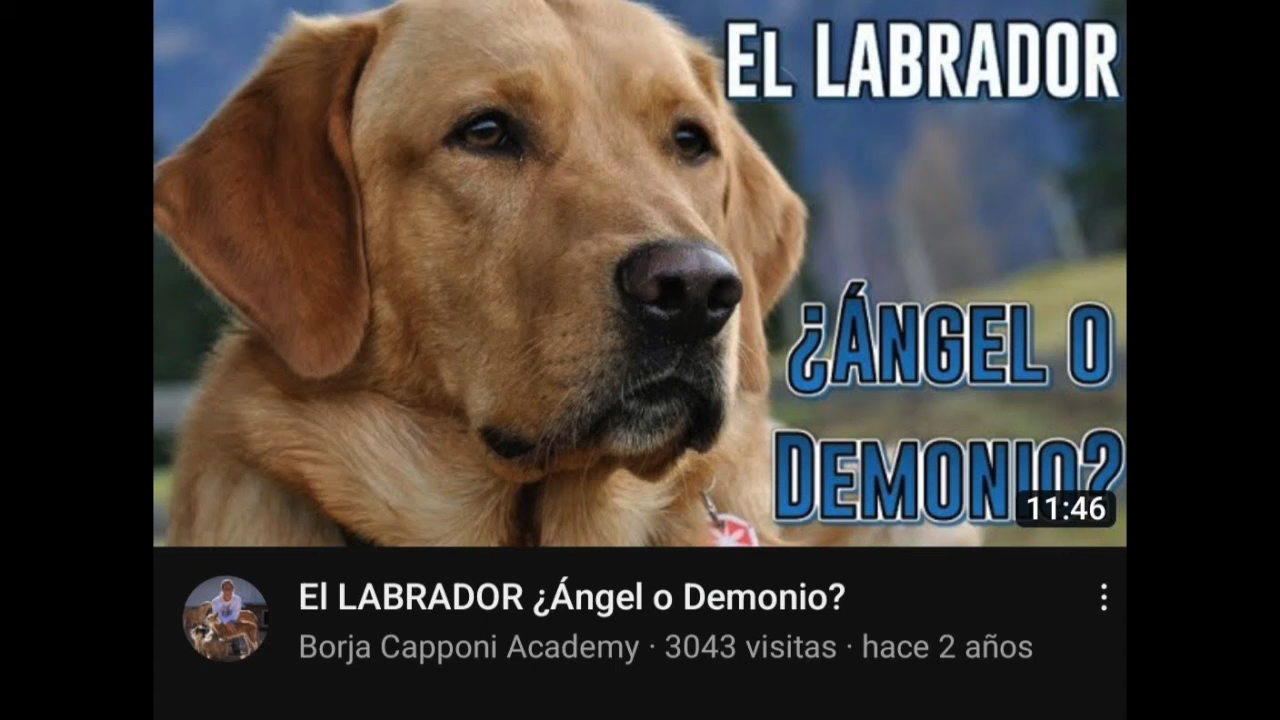 El LABRADOR
¿Ángel o
Demonio?
11:46
El LABRADOR ¿Ángel o Demonio?
Borja Capponi Academy · 3043 visitas · hace 2 años